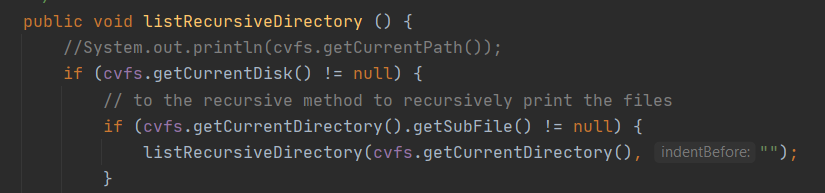 public void listRecursiveDirectory () {
//System.out.println(cvfs.getCurrentPath());
if (cvfs.getCurrentDisk() != null) {
// to the recursive method to recursively print the files
if (cvfs.getCurrentDirectory().getSubFile() != null) {
listRecursiveDirectory(cvfs.getCurrentDirectory(), indentBefore: "");
}